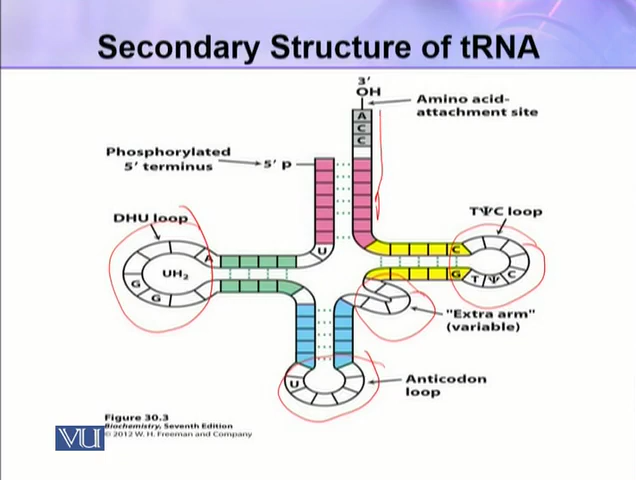 Secondary Structure of tRNA
3′
OH
Amino acid-
attachment site
A
C
C
Phosphorylated
5′ terminus
5′ p
DHU loop
TΨC loop
U
C
A
UH2
G
G
G
T
Ψ
C
"Extra arm"
(variable)
U
Anticodon
loop
Figure 30.3
Biochemistry, Seventh Edition
© 2012 W. H. Freeman and Company
VU